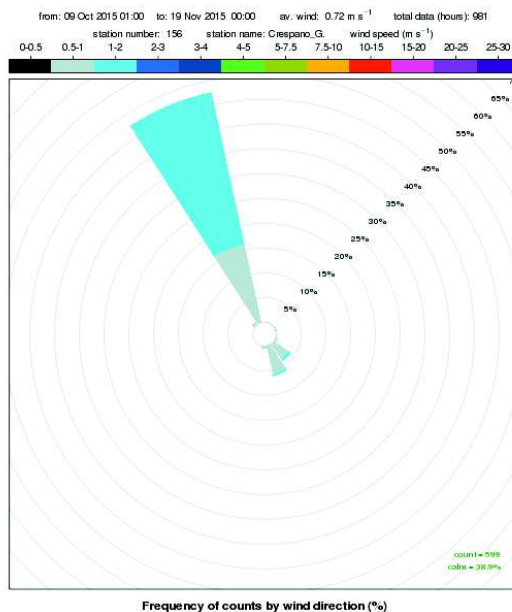 from: 09 Oct 2015 01:00 to: 19 Nov 2015 00:00 av. wind: 0.72 m s⁻¹ total data (hours): 981
station number: 156 station name: Crespano_G. wind speed (m s⁻¹)
0-0.5 0.5-1 1-2 2-3 3-4 4-5 5-7.5 7.5-10 10-15 15-20 20-25 25-30
65%
60%
55%
50%
45%
40%
35%
30%
25%
20%
15%
10%
5%
count = 599
calm = 38.9%
Frequency of counts by wind direction (%)